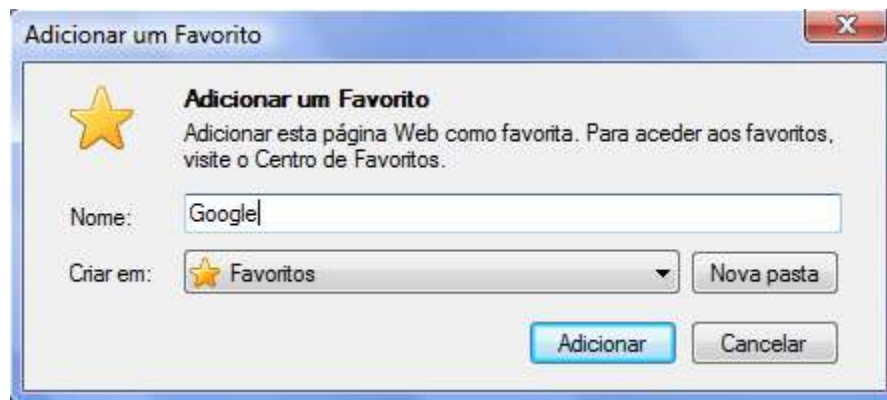 Adicionar um Favorito
Adicionar um Favorito
Adicionar esta página Web como favorita. Para aceder aos favoritos,
visite o Centro de Favoritos.
Nome: Google
Criar em: Favoritos Nova pasta
Adicionar Cancelar